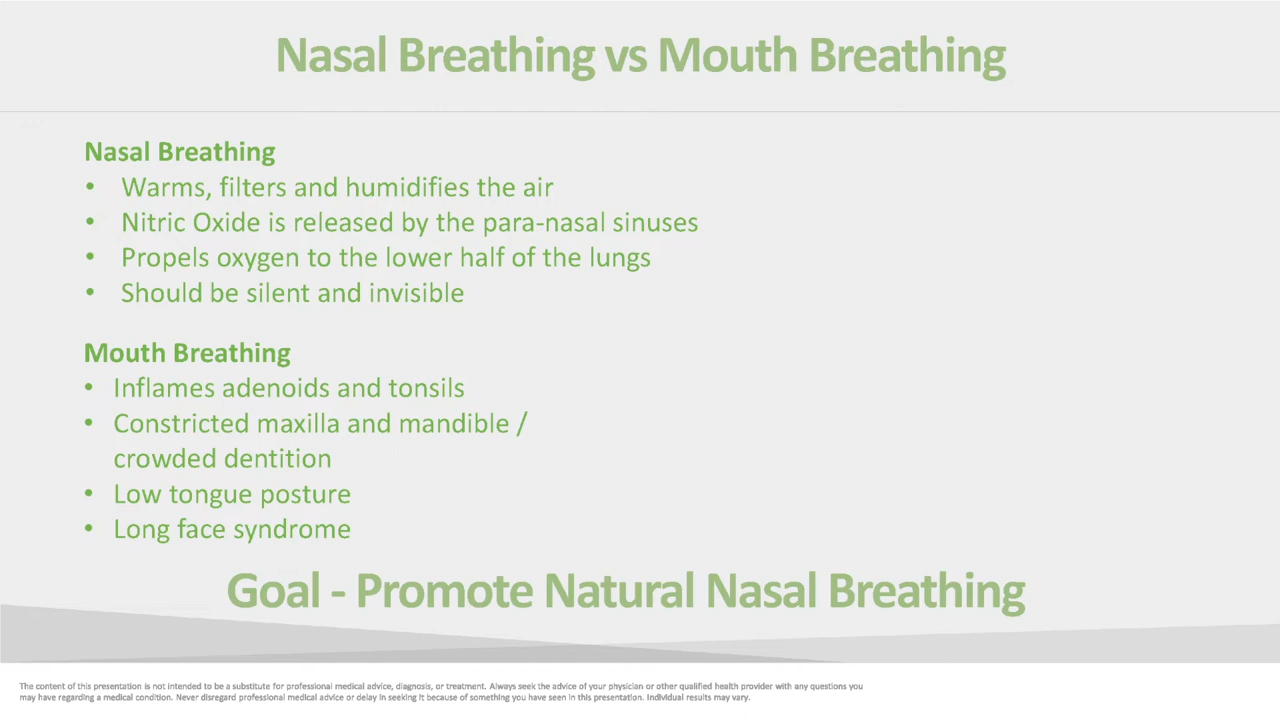 Nasal Breathing vs Mouth Breathing
Nasal Breathing
• Warms, filters and humidifies the air
• Nitric Oxide is released by the para-nasal sinuses
• Propels oxygen to the lower half of the lungs
• Should be silent and invisible
Mouth Breathing
• Inflames adenoids and tonsils
• Constricted maxilla and mandible /
crowded dentition
• Low tongue posture
• Long face syndrome
Goal - Promote Natural Nasal Breathing
The content of this presentation is not intended to be a substitute for professional medical advice, diagnosis, or treatment. Always seek the advice of your physician or other qualified health provider with any questions you
may have regarding a medical condition. Never disregard professional medical advice or delay in seeking it because of something you have seen in this presentation. Individual results may vary.